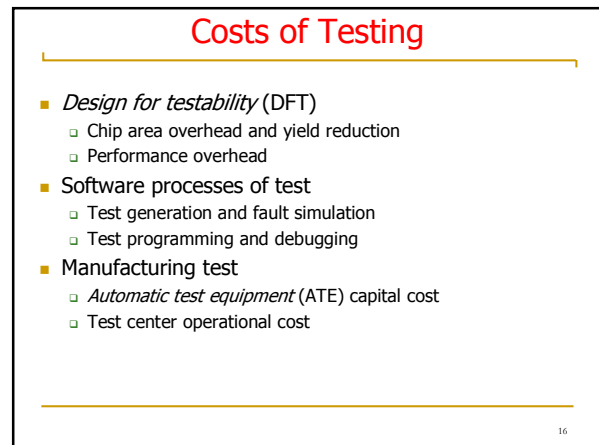 Costs of Testing
Design for testability (DFT)
Chip area overhead and yield reduction
Performance overhead
Software processes of test
Test generation and fault simulation
Test programming and debugging
Manufacturing test
Automatic test equipment (ATE) capital cost
Test center operational cost
16